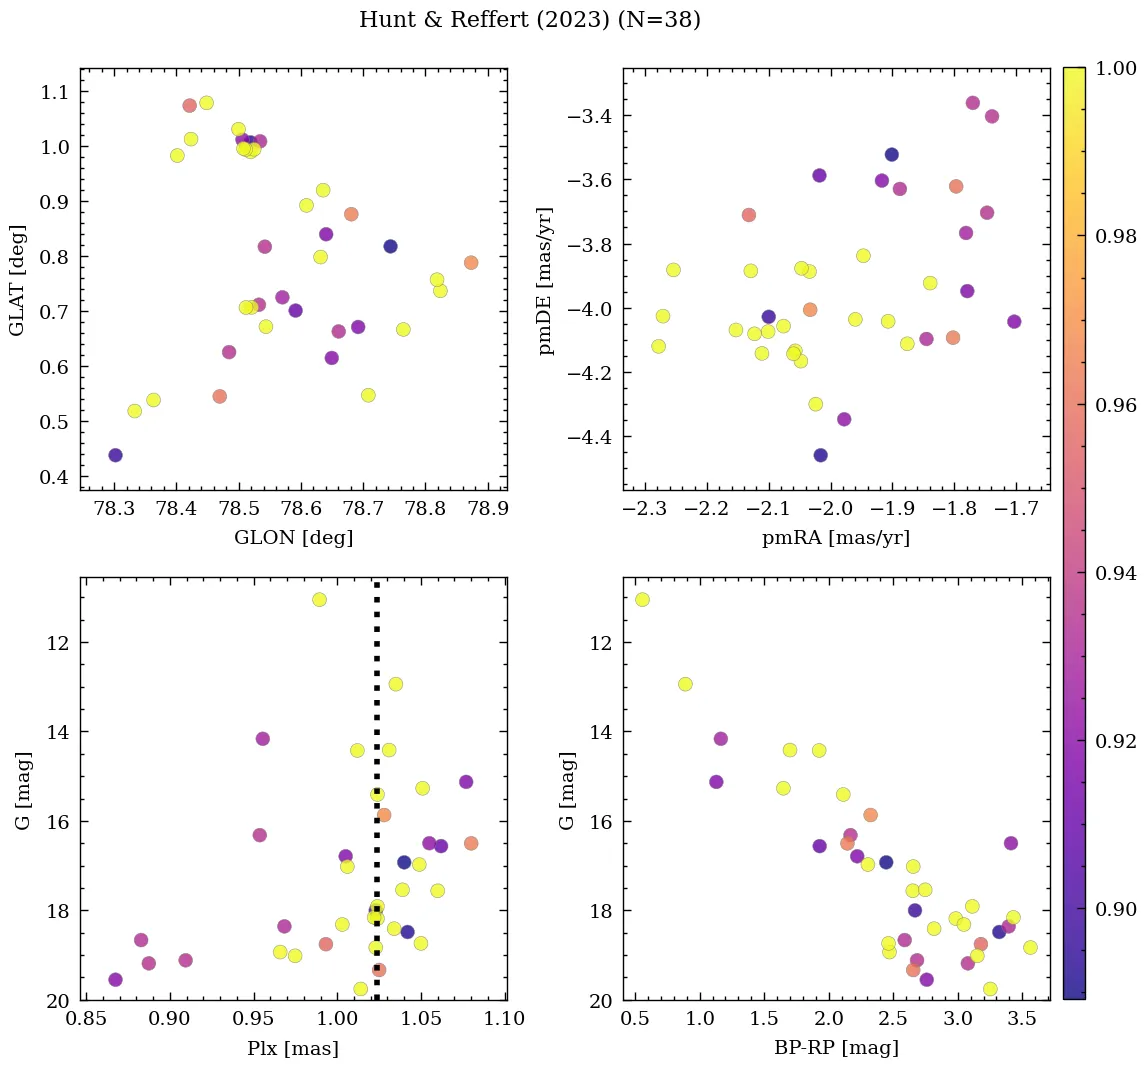 Hunt & Reffert (2023) (N=38)
1.1
1.0
0.9
0.8
0.7
0.6
0.5
0.4
GLAT [deg]
78.3 78.4 78.5 78.6 78.7 78.8 78.9
GLON [deg]
−3.4
−3.6
−3.8
−4.0
−4.2
−4.4
pmDE [mas/yr]
−2.3 −2.2 −2.1 −2.0 −1.9 −1.8 −1.7
pmRA [mas/yr]
1.00
0.98
0.96
0.94
0.92
0.90
12
14
16
18
20
G [mag]
0.85 0.90 0.95 1.00 1.05 1.10
Plx [mas]
12
14
16
18
20
G [mag]
0.5 1.0 1.5 2.0 2.5 3.0 3.5
BP-RP [mag]